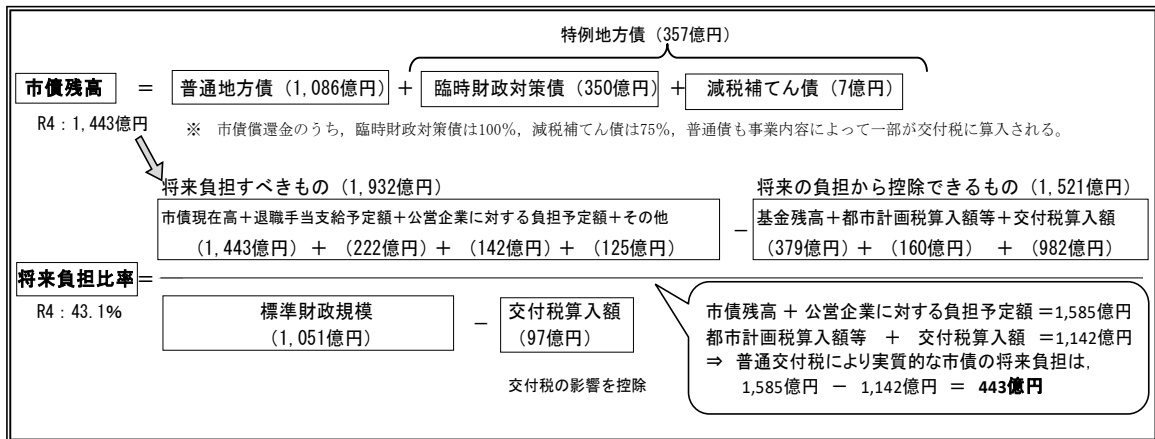 特例地方債（357億円）
市債残高 ＝ 普通地方債（1,086億円） ＋ 臨時財政対策債（350億円） ＋ 減税補てん債（7億円）
R4：1,443億円
※ 市債償還金のうち，臨時財政対策債は100%，減税補てん債は75%，普通債も事業内容によって一部が交付税に算入される。
将来負担すべきもの（1,932億円） 将来の負担から控除できるもの（1,521億円）
市債現在高＋退職手当支給予定額＋公営企業に対する負担予定額＋その他 － 基金残高＋都市計画税算入額等＋交付税算入額
（1,443億円）＋（222億円）＋（142億円）＋（125億円） （379億円）＋（160億円） ＋（982億円）
将来負担比率＝
R4：43.1%
標準財政規模 － 交付税算入額
（1,051億円） （97億円）
交付税の影響を控除
市債残高 ＋ 公営企業に対する負担予定額 ＝1,585億円
都市計画税算入額等 ＋ 交付税算入額 ＝1,142億円
⇒ 普通交付税により実質的な市債の将来負担は，
1,585億円 － 1,142億円 ＝ 443億円